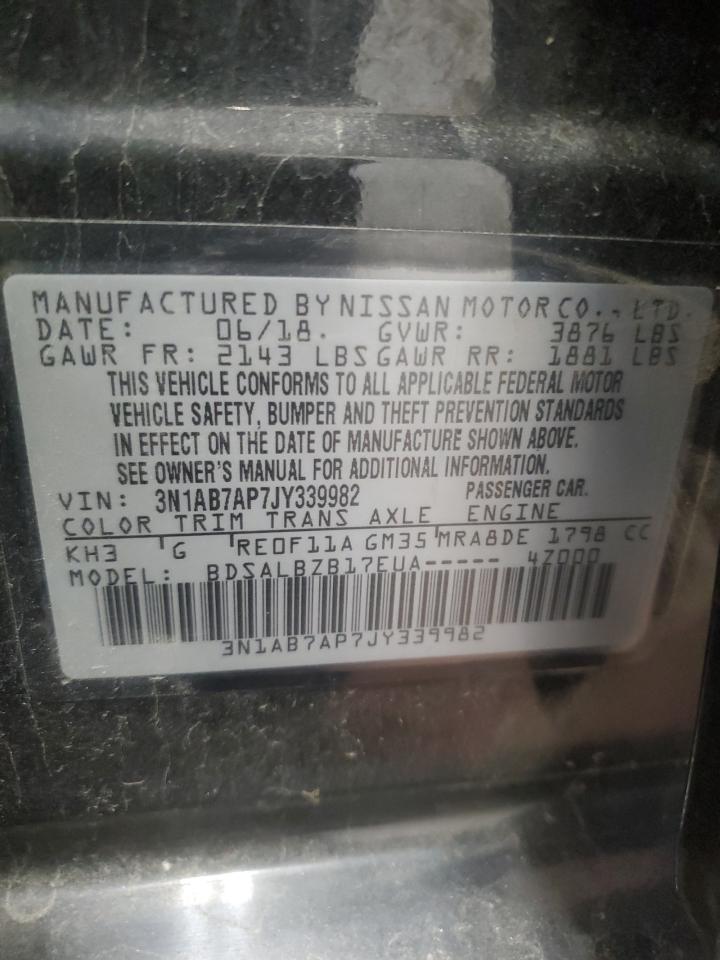 MANUFACTURED BY NISSAN MOTOR CO., LTD.
DATE: 06/18. GVWR: 3876 LBS
GAWR FR: 2143 LBS GAWR RR: 1881 LBS
THIS VEHICLE CONFORMS TO ALL APPLICABLE FEDERAL MOTOR
VEHICLE SAFETY, BUMPER AND THEFT PREVENTION STANDARDS
IN EFFECT ON THE DATE OF MANUFACTURE SHOWN ABOVE.
SEE OWNER'S MANUAL FOR ADDITIONAL INFORMATION.
VIN: 3N1AB7AP7JY339982 PASSENGER CAR.
COLOR TRIM TRANS AXLE ENGINE
KH3 G RE0F11A GM35 MRA8DE 1798 CC
MODEL: BDSALBZB17EUA----- 4Z000
3N1AB7AP7JY339982